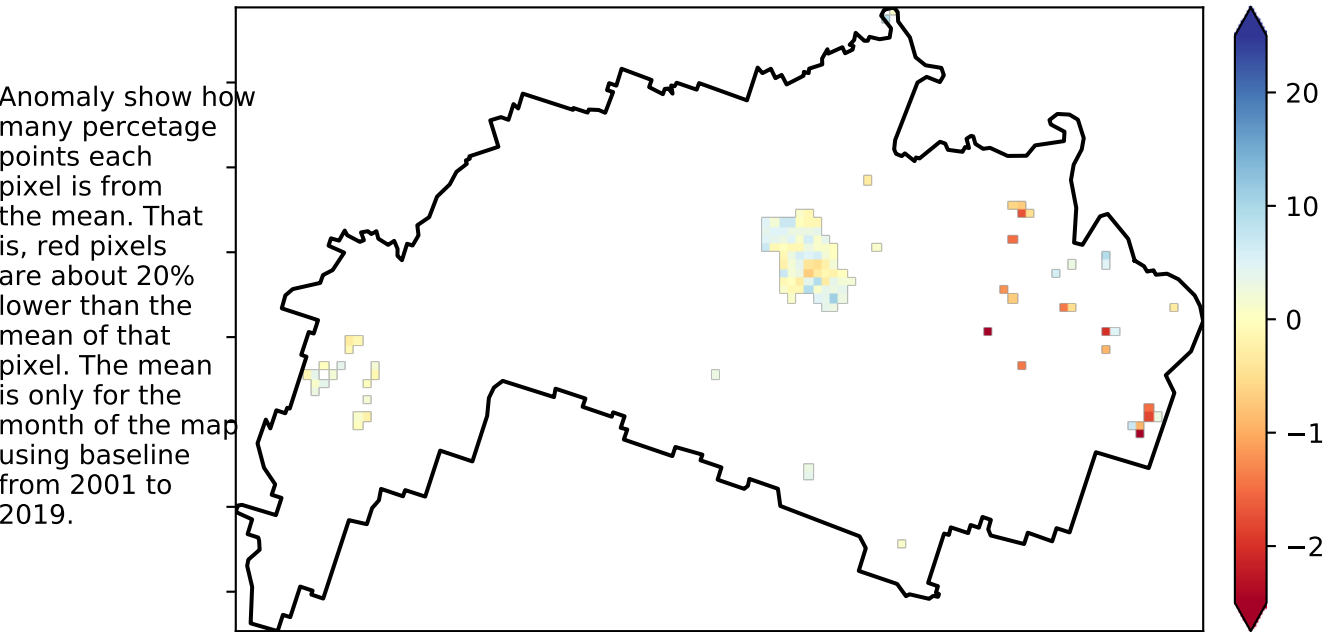 Anomaly show how
many percetage
points each
pixel is from
the mean. That
is, red pixels
are about 20%
lower than the
mean of that
pixel. The mean
is only for the
month of the map
using baseline
from 2001 to
2019.
20
10
0
−1
−2